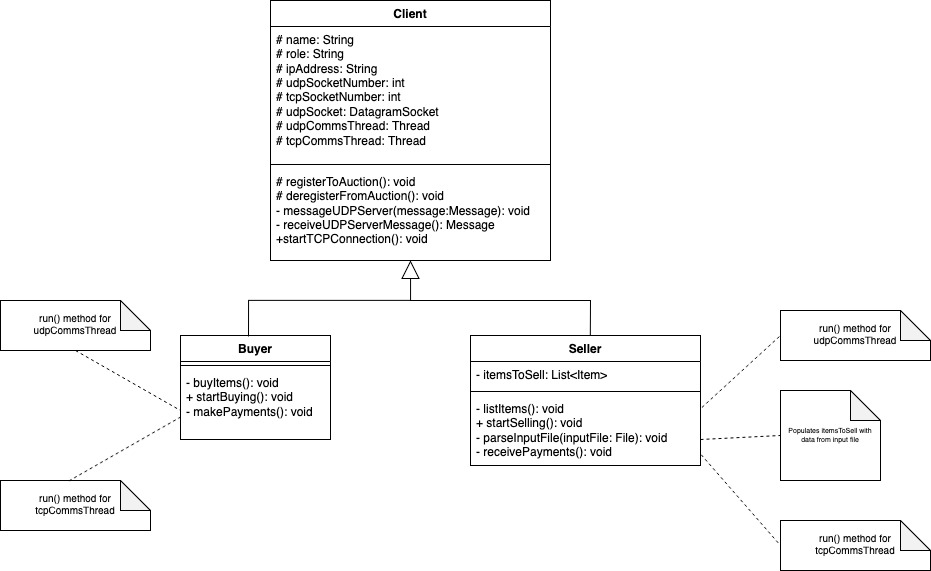 Client
# name: String
# role: String
# ipAddress: String
# udpSocketNumber: int
# tcpSocketNumber: int
# udpSocket: DatagramSocket
# udpCommsThread: Thread
# tcpCommsThread: Thread
# registerToAuction(): void
# deregisterFromAuction(): void
- messageUDPServer(message:Message): void
- receiveUDPServerMessage(): Message
+startTCPConnection(): void
run() method for
udpCommsThread
Buyer
- buyItems(): void
+ startBuying(): void
- makePayments(): void
run() method for
tcpCommsThread
Seller
- itemsToSell: List<Item>
- listItems(): void
+ startSelling(): void
- parseInputFile(inputFile: File): void
- receivePayments(): void
run() method for
udpCommsThread
Populates itemsToSell with
data from input file
run() method for
tcpCommsThread